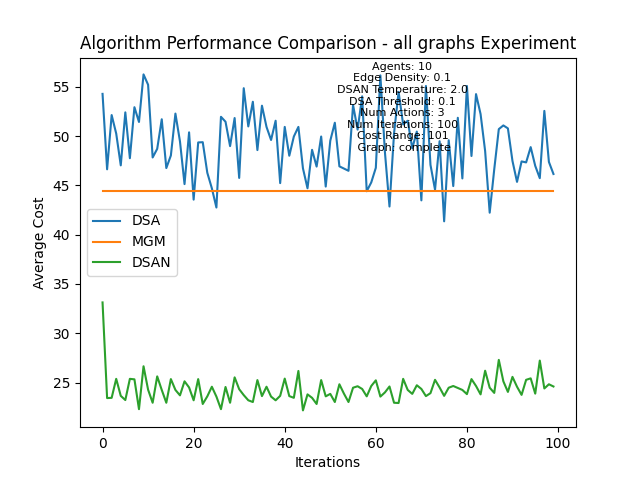 Algorithm Performance Comparison - all graphs Experiment
Agents: 10
Edge Density: 0.1
DSAN Temperature: 2.0
DSA Threshold: 0.1
Num Actions: 3
Num Iterations: 100
Cost Range: 101
Graph: complete
55
50
45
40
35
30
25
Average Cost
DSA
MGM
DSAN
0
20
40
60
80
100
Iterations